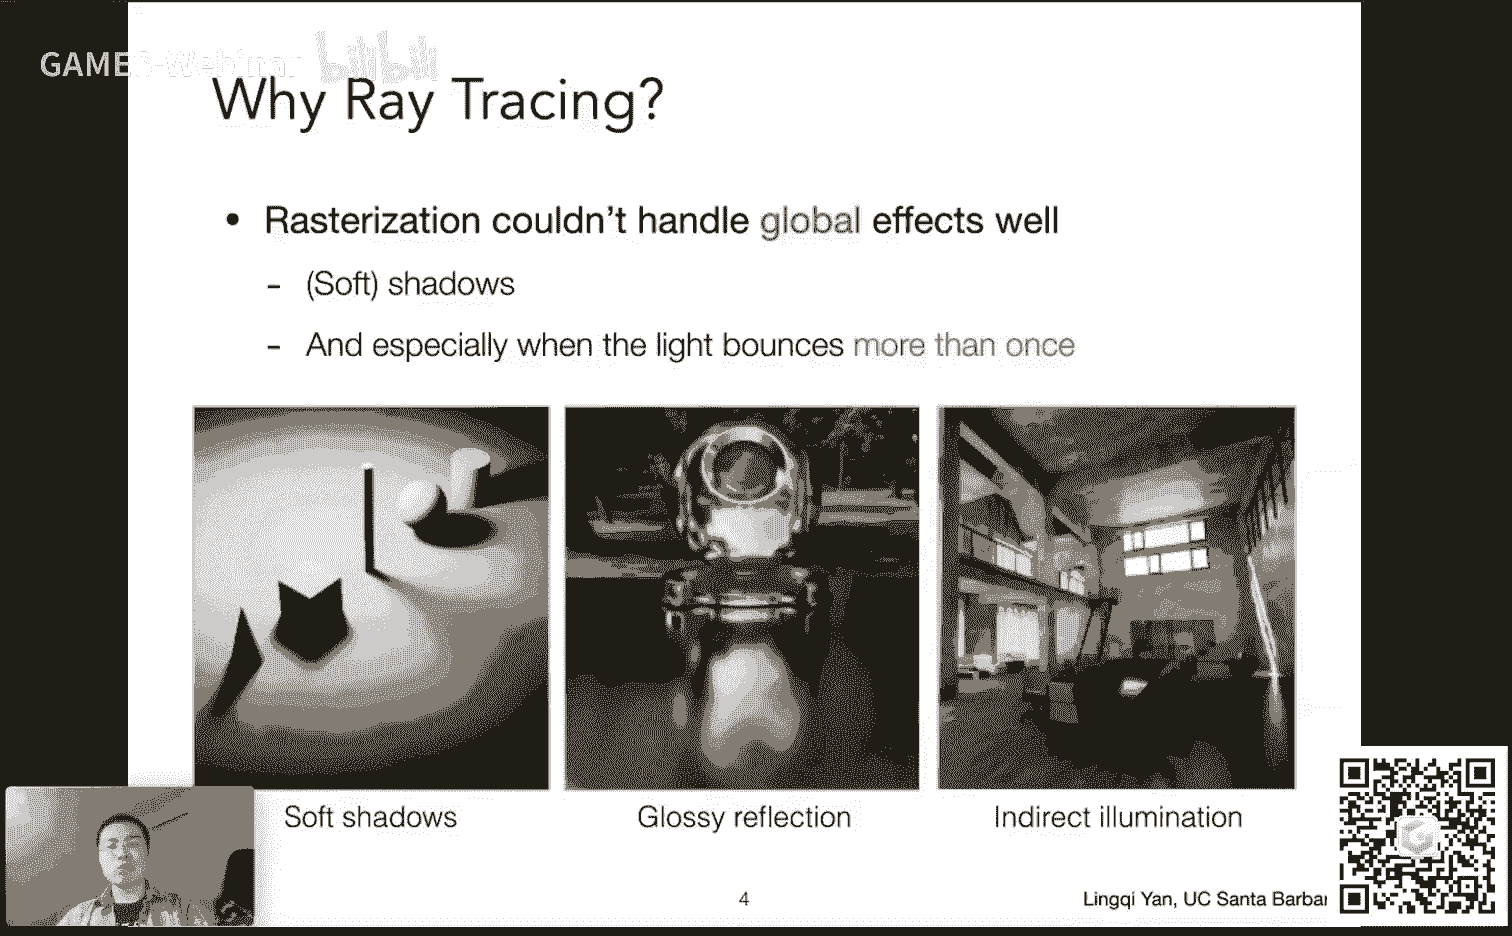 GAMES-Webinar bilibili
Why Ray Tracing?
• Rasterization couldn’t handle global effects well
- (Soft) shadows
- And especially when the light bounces more than once
Soft shadows
Glossy reflection
Indirect illumination
4
Lingqi Yan, UC Santa Barbar